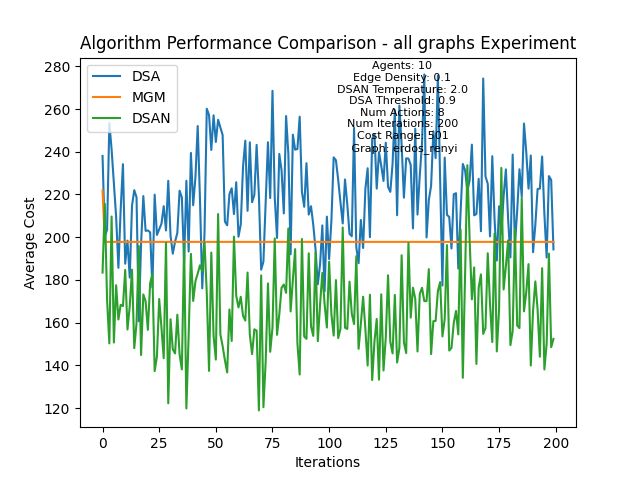 Algorithm Performance Comparison - all graphs Experiment
DSA
MGM
DSAN
Agents: 10
Edge Density: 0.1
DSAN Temperature: 2.0
DSA Threshold: 0.9
Num Actions: 8
Num Iterations: 200
Cost Range: 501
Graph: erdos_renyi
Average Cost
280
260
240
220
200
180
160
140
120
0
25
50
75
100
125
150
175
200
Iterations